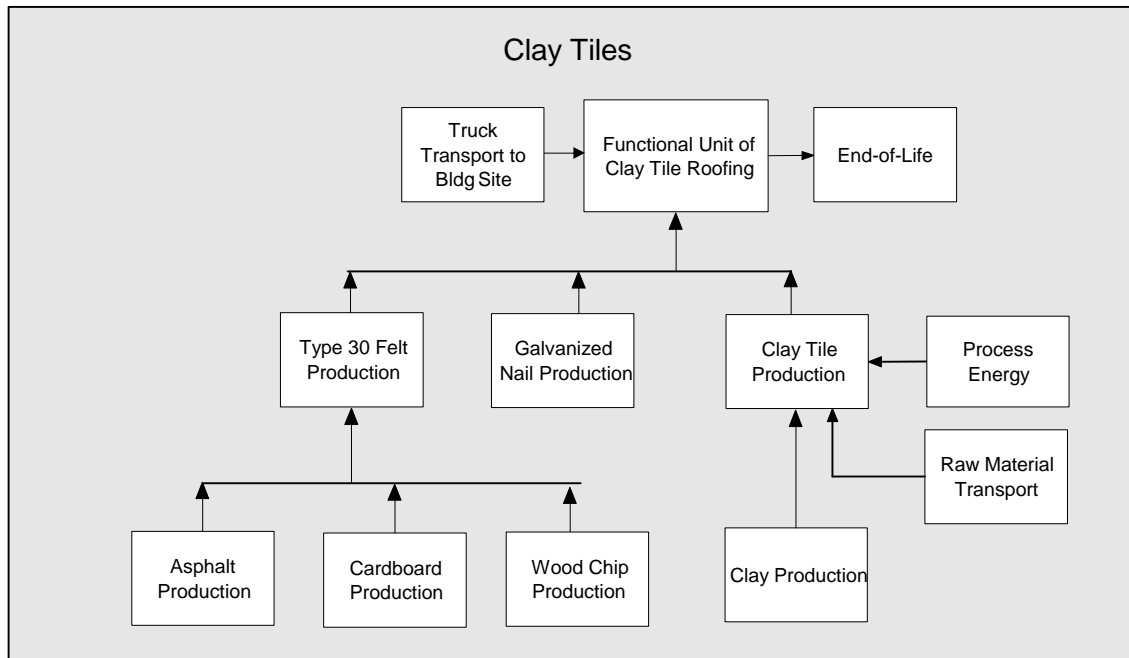 Clay Tiles
Truck
Transport to
Bldg Site
Functional Unit of
Clay Tile Roofing
End-of-Life
Type 30 Felt
Production
Galvanized
Nail Production
Clay Tile
Production
Process
Energy
Raw Material
Transport
Asphalt
Production
Cardboard
Production
Wood Chip
Production
Clay Production